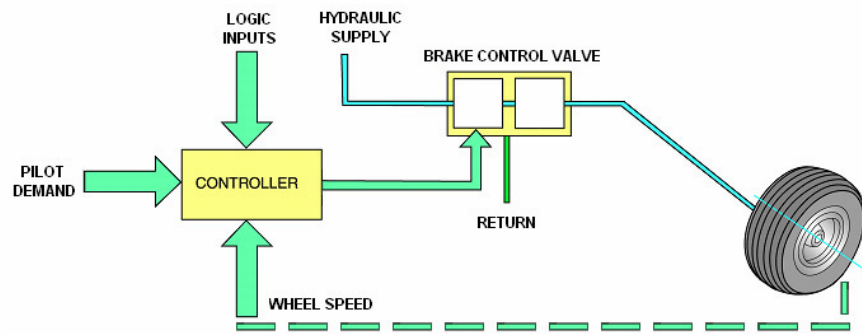 LOGIC
INPUTS
HYDRAULIC
SUPPLY
BRAKE CONTROL VALVE
PILOT
DEMAND
CONTROLLER
RETURN
WHEEL SPEED